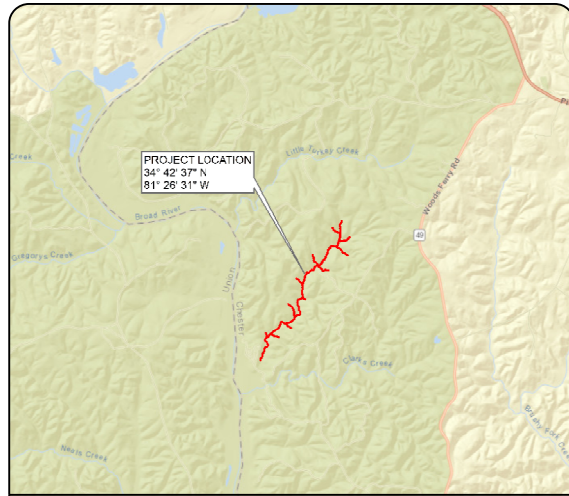 Little Turkey Creek
PROJECT LOCATION
34° 42' 37" N
81° 26' 31" W
Creek
Woods Ferry Rd
Broad River
49
Gregorys Creek
Union
Chester
Clarks Creek
Neals Creek